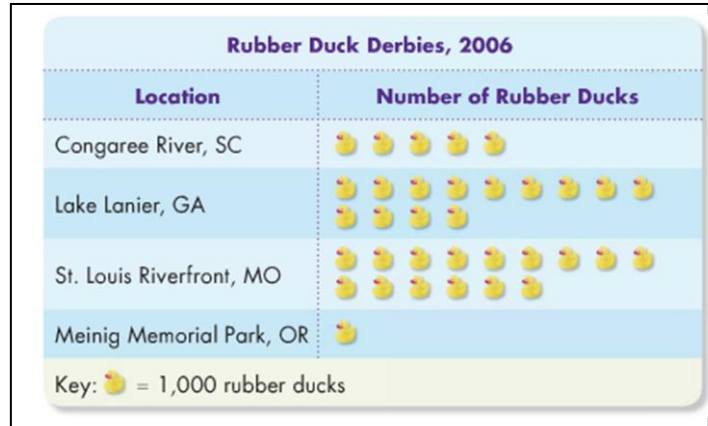 Rubber Duck Derbies, 2006
Location Number of Rubber Ducks
Congaree River, SC
Lake Lanier, GA
St. Louis Riverfront, MO
Meinig Memorial Park, OR
Key: = 1,000 rubber ducks